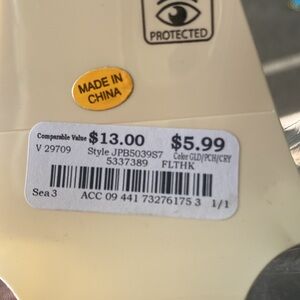 PROTECTED
MADE IN
CHINA
Comparable Value $13.00 $5.99
V 29709 Style JPB5039S7 Color GLD/PCH/CRY
5337389 FLTHK
Sea 3 ACC 09 441 73276175 3 1/1